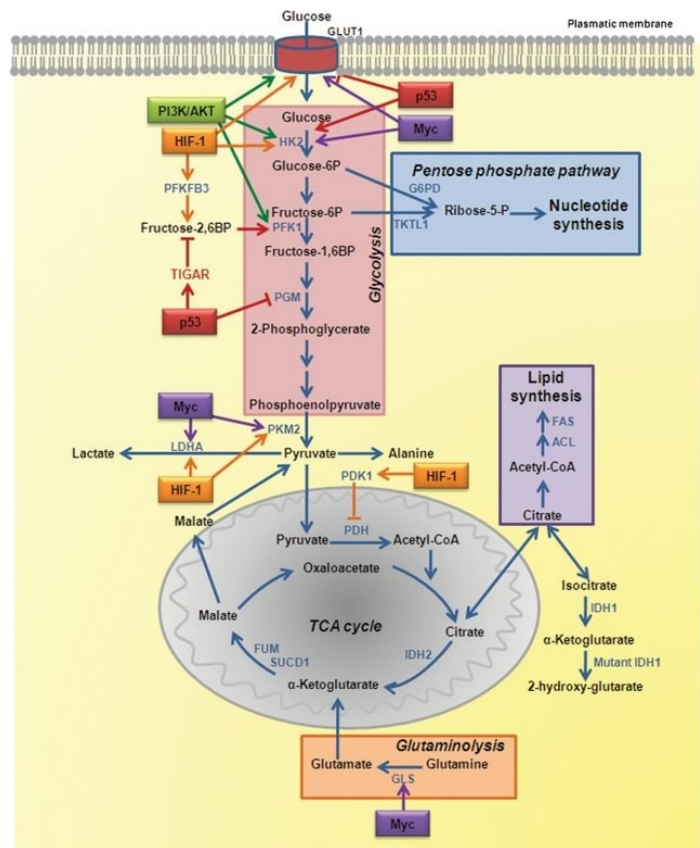 Glucose
Plasmatic membrane
GLUT1
PI3K/AKT
p53
HIF-1
Glucose
Myc
HK2
Glucose-6P
Pentose phosphate pathway
PFKFB3
G6PD
Fructose-2,6BP
Fructose-6P
Ribose-5-P
Nucleotide
synthesis
PFK1
TKTL1
Fructose-1,6BP
Glycolysis
TIGAR
PGM
p53
2-Phosphoglycerate
Lipid
synthesis
Phosphoenolpyruvate
Myc
FAS
PKM2
ACL
Lactate
LDHA
Pyruvate
Alanine
Acetyl-CoA
HIF-1
PDK1
HIF-1
Malate
Citrate
PDH
Pyruvate
Acetyl-CoA
Oxaloacetate
Isocitrate
Malate
IDH1
TCA cycle
Citrate
α-Ketoglutarate
FUM
IDH2
SUCD1
Mutant IDH1
α-Ketoglutarate
2-hydroxy-glutarate
Glutaminolysis
Glutamate
Glutamine
GLS
Myc